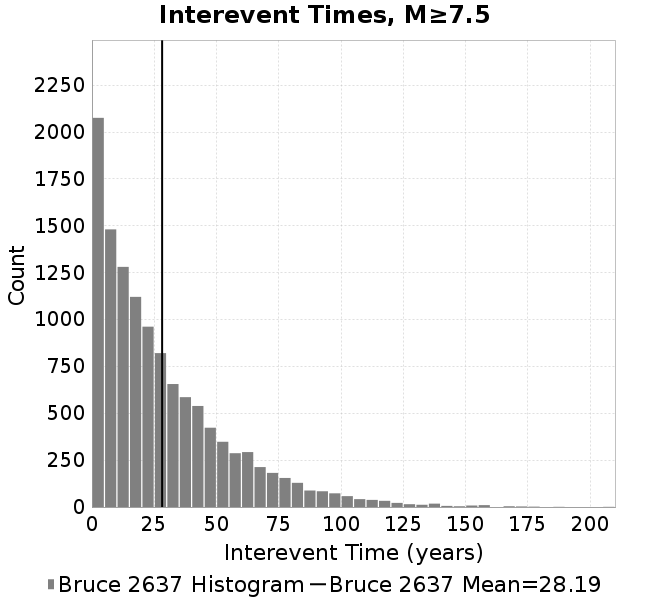 Interevent Times, M≥7.5
2250
2000
1750
1500
1250
1000
750
500
250
0
Count
0 25 50 75 100 125 150 175 200
Interevent Time (years)
Bruce 2637 Histogram Bruce 2637 Mean=28.19